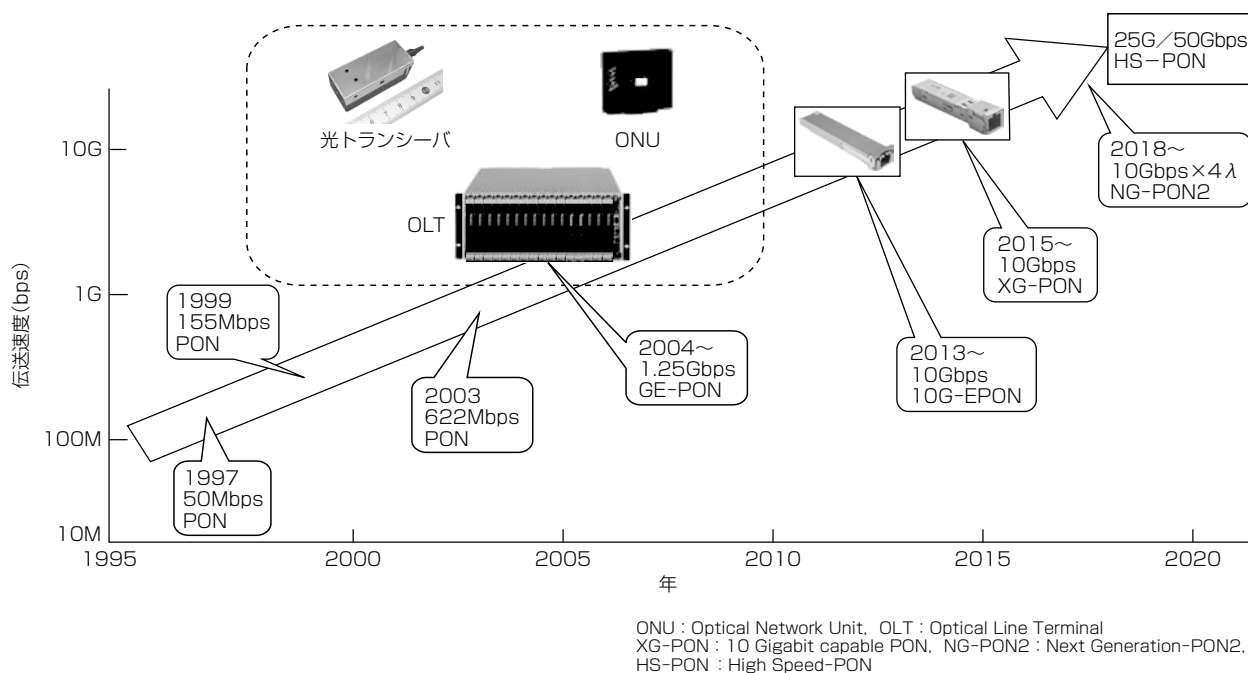 25G／50Gbps
HS−PON
光トランシーバ
ONU
10G
2018～
10Gbps×4λ
NG-PON2
OLT
2015～
10Gbps
XG-PON
1G
1999
155Mbps
PON
伝送速度（bps）
2004～
1.25Gbps
GE-PON
2013～
10Gbps
10G-EPON
2003
622Mbps
PON
100M
1997
50Mbps
PON
10M
1995
2000
2005
2010
2015
2020
年
ONU：Optical Network Unit, OLT：Optical Line Terminal
XG-PON：10 Gigabit capable PON, NG-PON2：Next Generation-PON2,
HS-PON：High Speed-PON